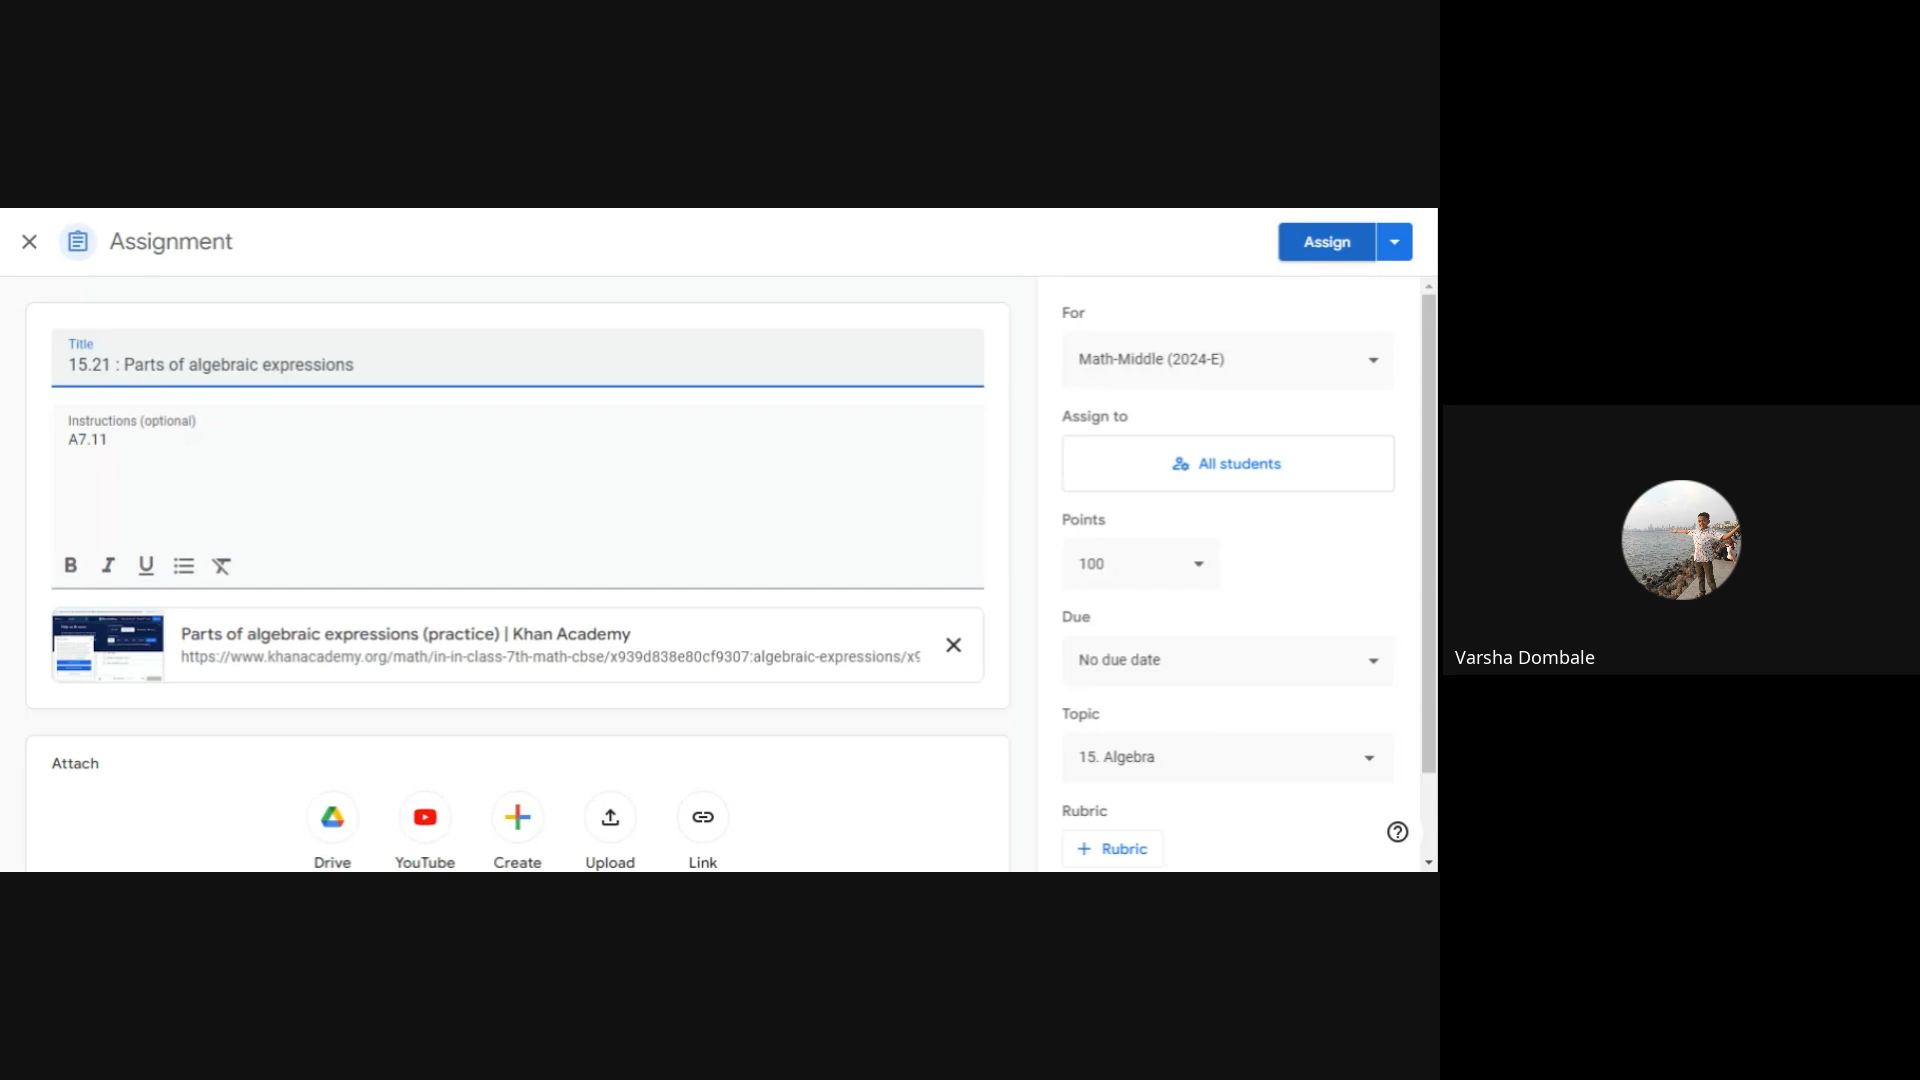 Assignment
Assign
Title
15.21 : Parts of algebraic expressions
Instructions (optional)
A7.11
B I U
Parts of algebraic expressions (practice) | Khan Academy
https://www.khanacademy.org/math/in-in-class-7th-math-cbse/x939d838e80cf9307:algebraic-expressions/x9
Attach
Drive YouTube Create Upload Link
For
Math-Middle (2024-E)
Assign to
All students
Points
100
Due
No due date
Topic
15. Algebra
Rubric
+ Rubric
Varsha Dombale